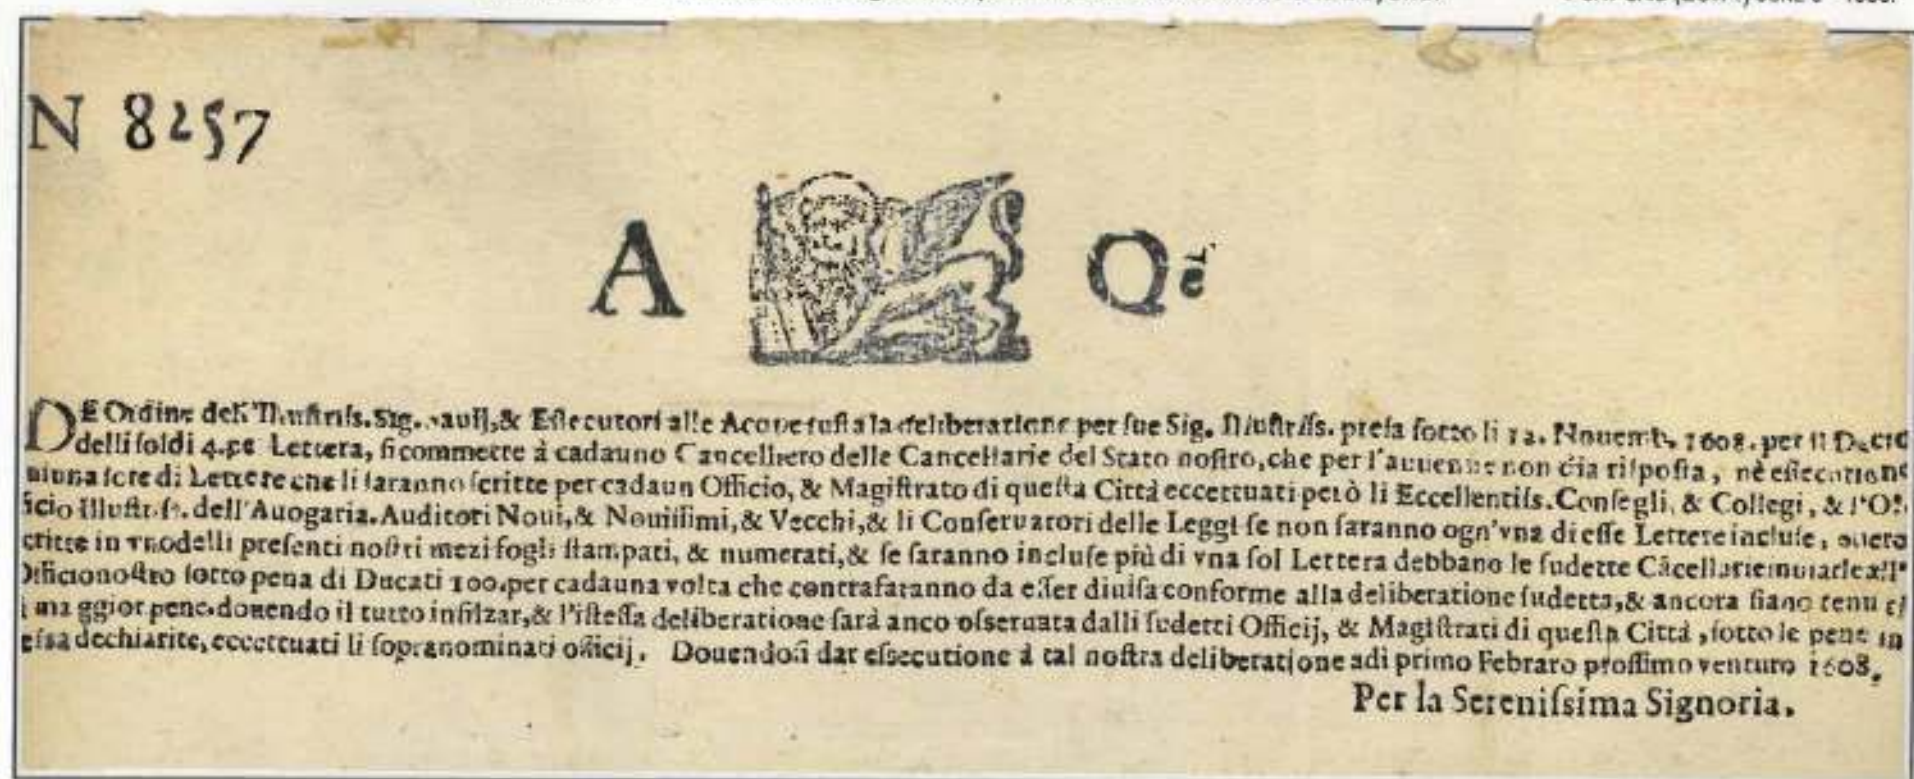 N 8257
A Q
DE Ordine dell'Illustriſs. Sig. Sauij, & Eſſecutori alle Acque ſuſta la deliberatione per ſue Sig. Illuſtriſs. preſa ſotto li 12. Nouemb. 1608. per il Datio
delli ſoldi 4. pe Lettera, ſi commette à cadauno Cancelliero delle Cancellarie del Stato noſtro, che per l'auuenire non dia riſpoſta, nè eſſecutione
niuna ſorte di Lettere che li ſaranno ſcritte per cadaun Officio, & Magiſtrato di queſta Città eccettuati però li Eccellentiſs. Conſegli, & Collegi, & l'Of.
ficio Illuſtriſs. dell'Auogaria. Auditori Noui, & Nouiſſimi, & Vecchi, & li Conſeruatori delle Leggi ſe non ſaranno ogn'vna di eſſe Lettere incluſe, ouero
critte in vno delli preſenti noſtri mezi fogli ſtampati, & numerati, & ſe ſaranno incluſe più di vna ſol Lettera debbano le ſudette Cãcellarie inuiarle all'
Officio noſtro ſotto pena di Ducati 100. per cadauna volta che contrafaranno da eſſer diuiſa conforme alla deliberatione ſudetta, & ancora ſiano tenu
maggior pene. douendo il tutto infilzar, & l'iſteſſa deliberatione ſarà anco oſseruata dalli ſudetti Officij, & Magiſtrati di queſta Città, ſotto le pene in
eſsa dechiarite, eccettuati li ſopranominati officij. Douendoſi dar eſsecutione à tal noſtra deliberatione adi primo Febraro proſſimo venturo 1608.
Per la Sereniſsima Signoria.